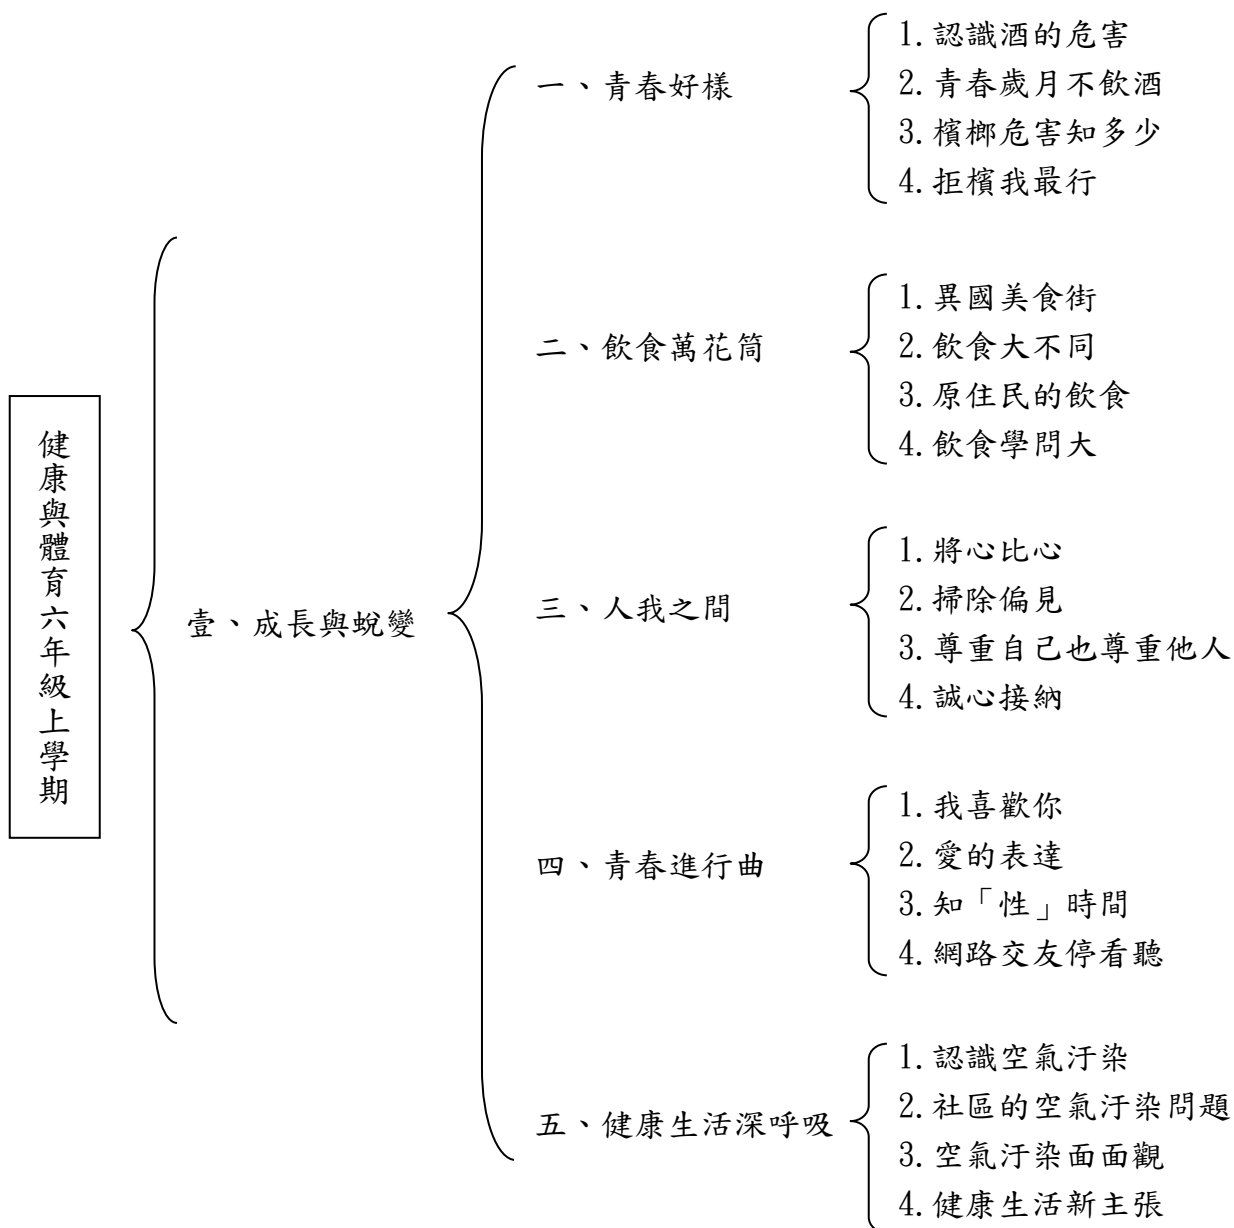 健康與體育六年級上學期
壹、成長與蛻變
一、青春好樣
1.認識酒的危害
2.青春歲月不飲酒
3.檳榔危害知多少
4.拒檳我最行
二、飲食萬花筒
1.異國美食街
2.飲食大不同
3.原住民的飲食
4.飲食學問大
三、人我之間
1.將心比心
2.掃除偏見
3.尊重自己也尊重他人
4.誠心接納
四、青春進行曲
1.我喜歡你
2.愛的表達
3.知「性」時間
4.網路交友停看聽
五、健康生活深呼吸
1.認識空氣汙染
2.社區的空氣汙染問題
3.空氣汙染面面觀
4.健康生活新主張